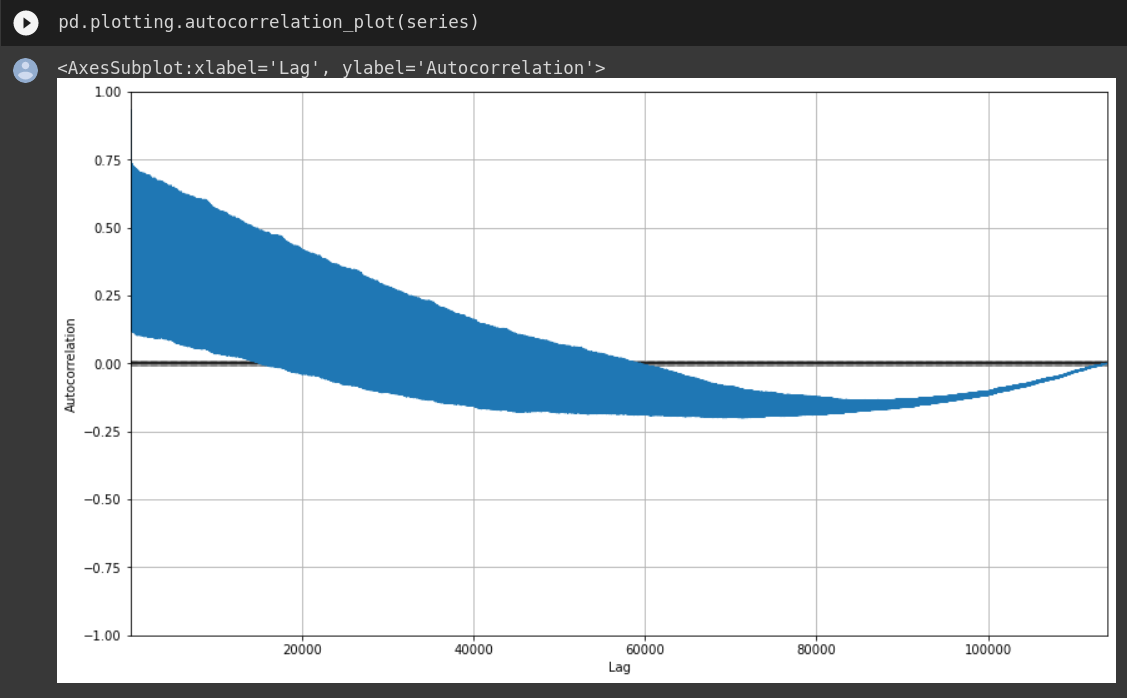 pd.plotting.autocorrelation_plot(series)
<AxesSubplot:xlabel='Lag', ylabel='Autocorrelation'>
1.00
0.75
0.50
0.25
0.00
−0.25
−0.50
−0.75
−1.00
Autocorrelation
20000 40000 60000 80000 100000
Lag